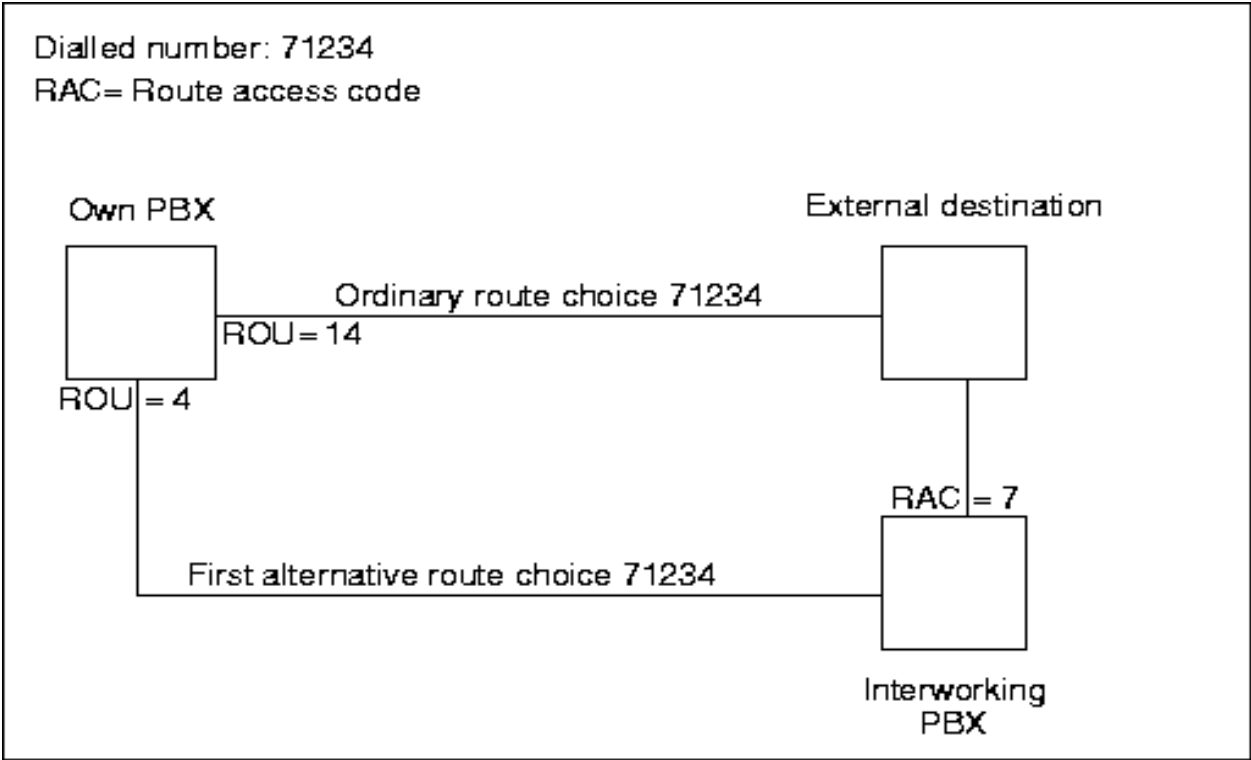 Dialled number: 71234
RAC= Route access code
Own PBX
External destination
Ordinary route choice 71234
ROU= 14
ROU = 4
RAC = 7
First alternative route choice 71234
Interworking
PBX